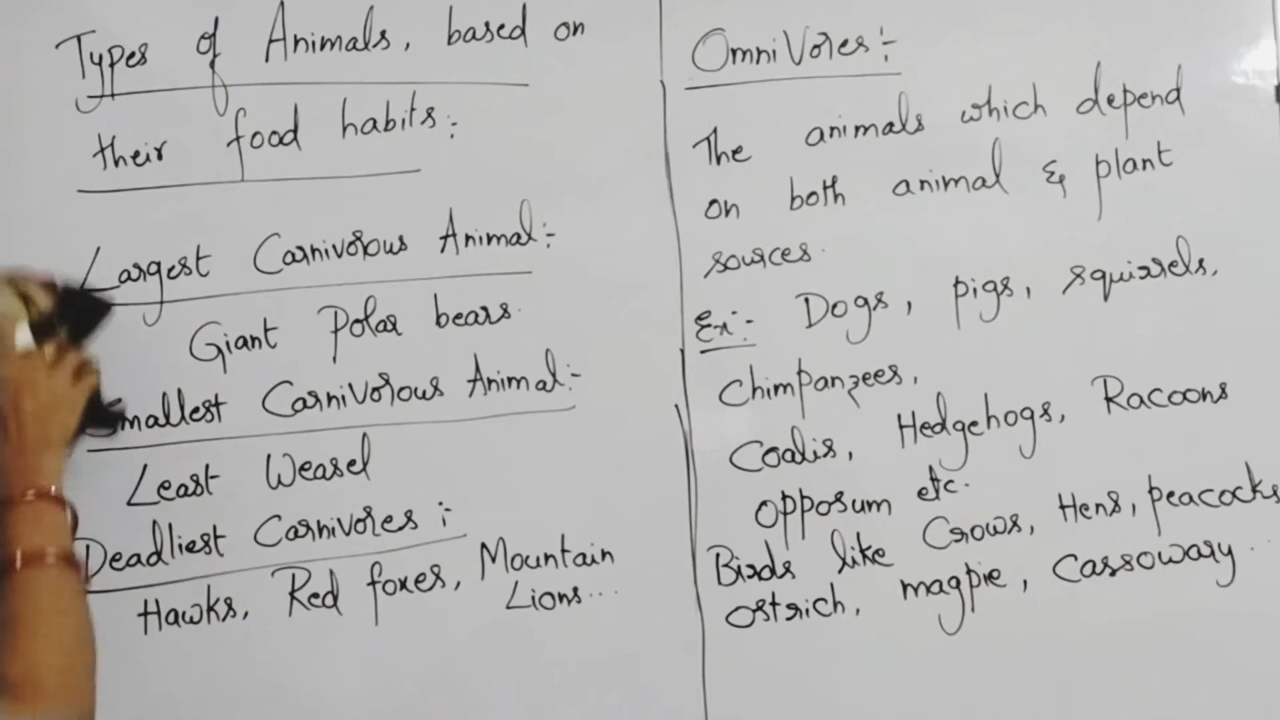 Types of Animals, based on
their food habits:
Largest Carnivorous Animal:-
Giant Polar bears.
Smallest Carnivorous Animal:-
Least Weasel
Deadliest Carnivores :-
Hawks, Red foxes, Mountain
Lions...
OmniVores:-
The animals which depend
on both animal & plant
sources.
Ex:- Dogs, pigs, squirrels,
Chimpanzees,
Coatis, Hedgehogs, Racoons
opposum etc.
Birds like Crows, Hens, peacocks
ostrich, magpie, Cassowary..